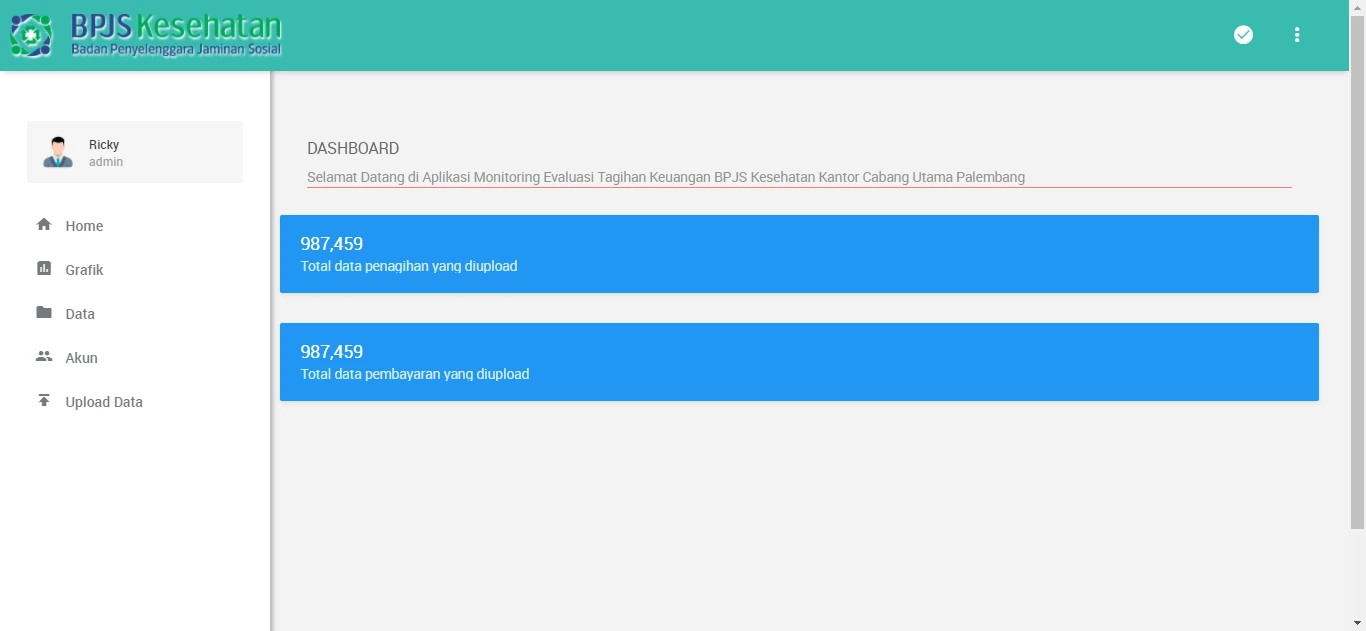 BPJS Kesehatan
Badan Penyelenggara Jaminan Sosial
Ricky
admin
Home
Grafik
Data
Akun
Upload Data
DASHBOARD
Selamat Datang di Aplikasi Monitoring Evaluasi Tagihan Keuangan BPJS Kesehatan Kantor Cabang Utama Palembang
987,459
Total data penagihan yang diupload
987,459
Total data pembayaran yang diupload